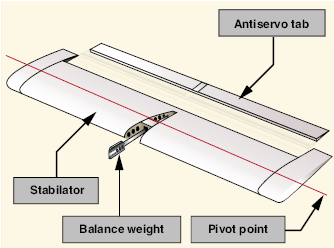 Antiservo tab
Stabilator
Balance weight
Pivot point